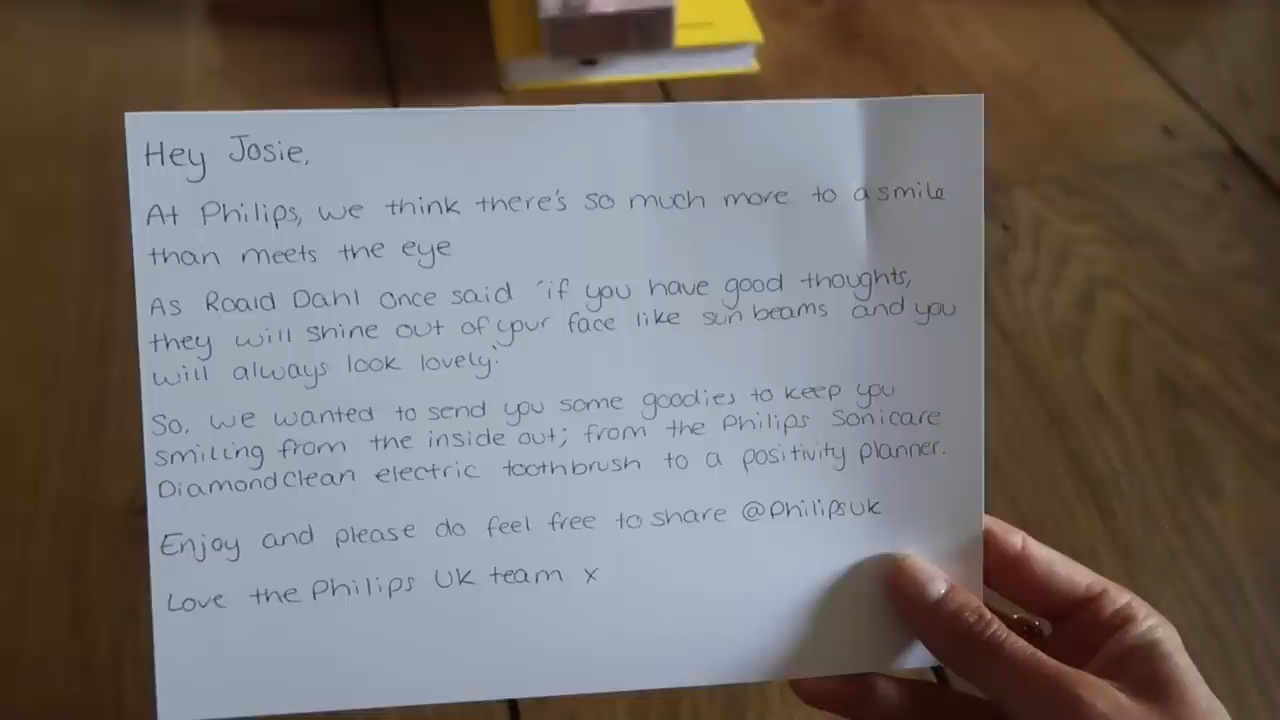 Hey Josie,
At Philips, we think there's so much more to a smile
than meets the eye
As Roald Dahl once said "if you have good thoughts,
they will shine out of your face like sun beams and you
will always look lovely."
So, we wanted to send you some goodies to keep you
smiling from the inside out; from the Philips Sonicare
DiamondClean electric toothbrush to a positivity planner.
Enjoy and please do feel free to share @PhilipsUK
Love the Philips UK team x